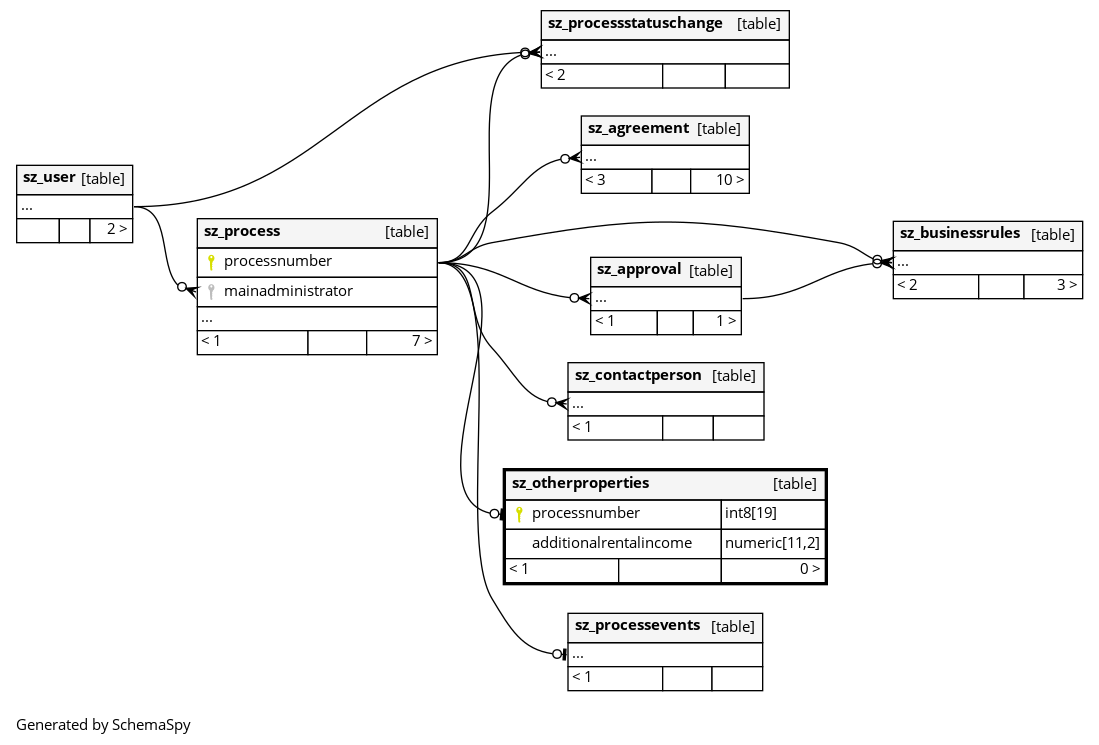 sz_processstatuschange [table]
...
< 2
sz_agreement [table]
...
< 3 10 >
sz_user [table]
...
2 >
sz_process [table]
processnumber
mainadministrator
...
< 1 7 >
sz_businessrules [table]
...
< 2 3 >
sz_approval [table]
...
< 1 1 >
sz_contactperson [table]
...
< 1
sz_otherproperties [table]
processnumber int8[19]
additionalrentalincome numeric[11,2]
< 1 0 >
sz_processevents [table]
...
< 1
Generated by SchemaSpy